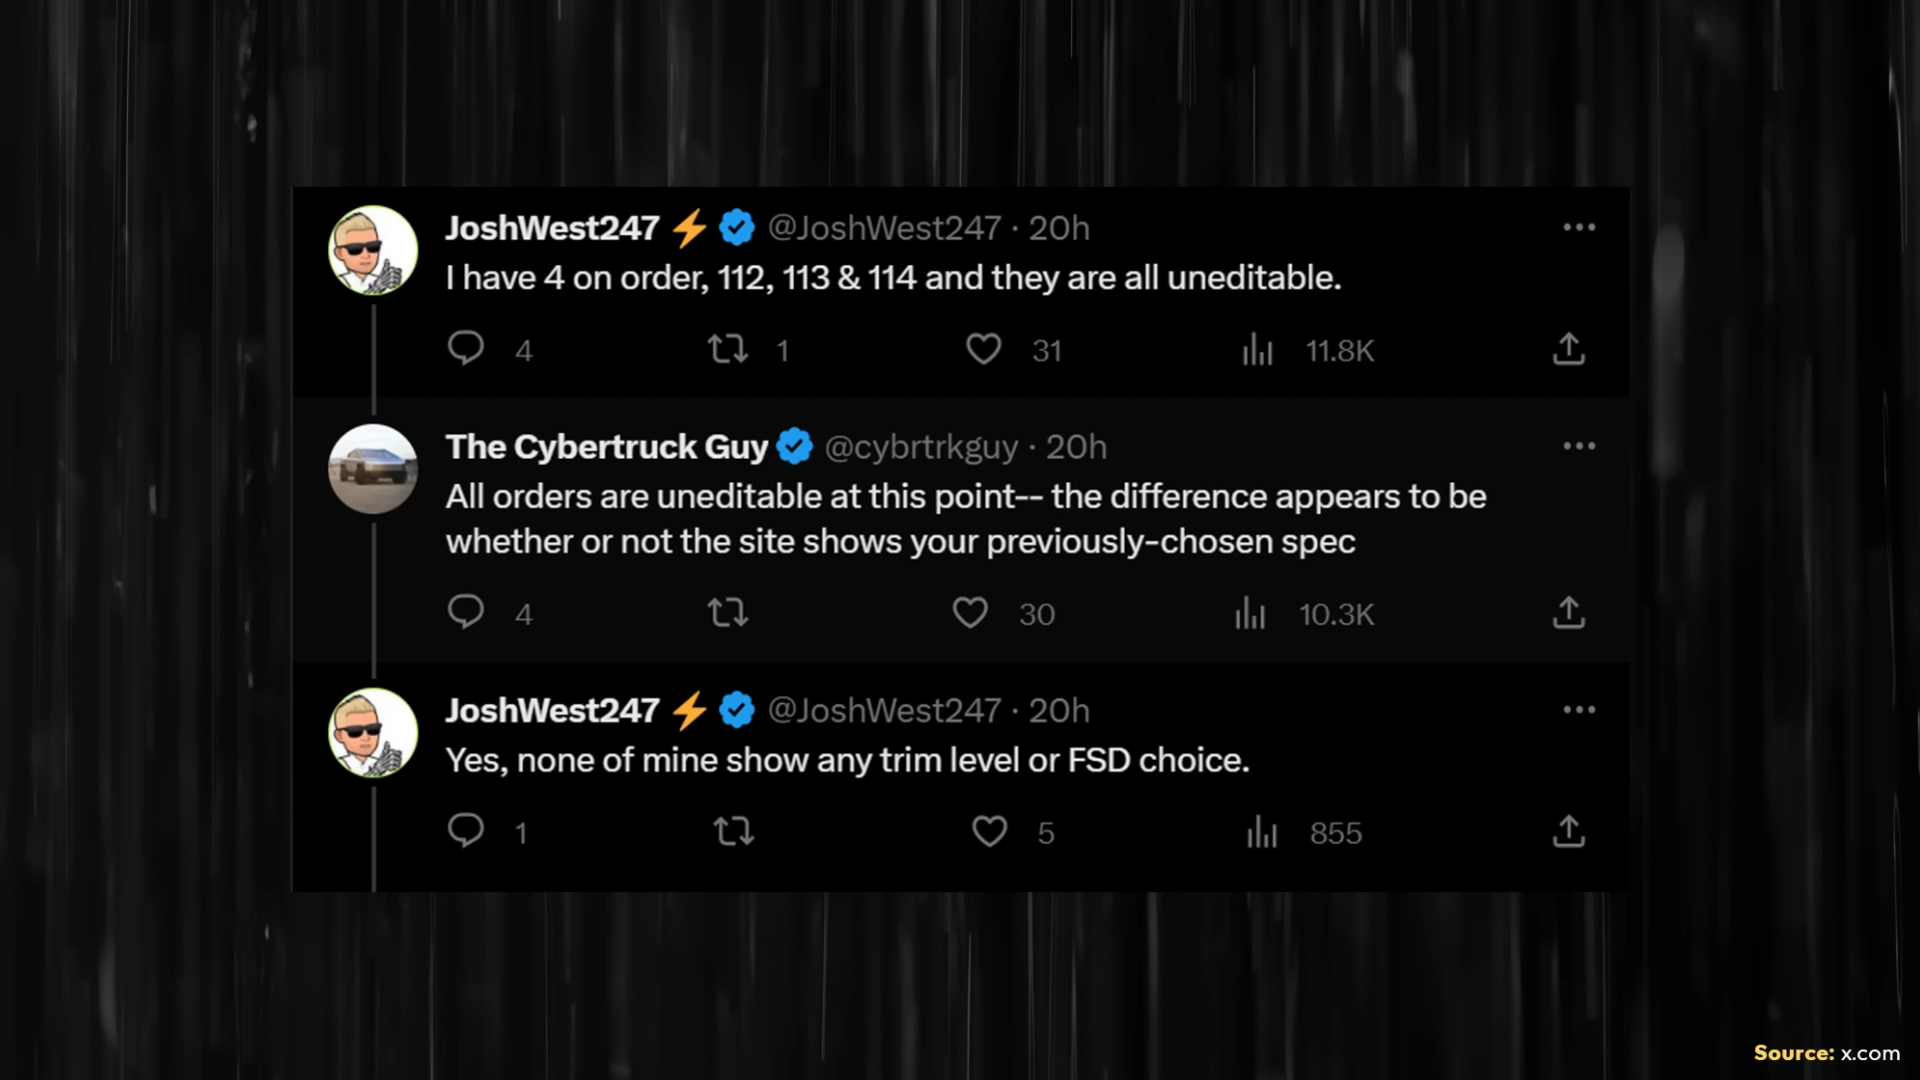 JoshWest247 ⚡ @JoshWest247 · 20h
I have 4 on order, 112, 113 & 114 and they are all uneditable.
4 1 31 11.8K
The Cybertruck Guy @cybrtrkguy · 20h
All orders are uneditable at this point-- the difference appears to be
whether or not the site shows your previously-chosen spec
4 30 10.3K
JoshWest247 ⚡ @JoshWest247 · 20h
Yes, none of mine show any trim level or FSD choice.
1 5 855
Source: x.com